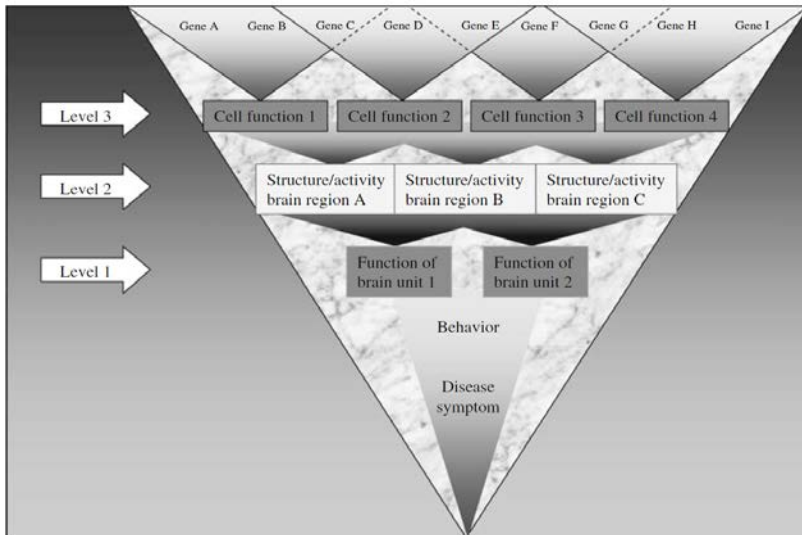 Gene A
Gene B
Gene C
Gene D
Gene E
Gene F
Gene G
Gene H
Gene I
Level 3
Cell function 1
Cell function 2
Cell function 3
Cell function 4
Level 2
Structure/activity
brain region A
Structure/activity
brain region B
Structure/activity
brain region C
Level 1
Function of
brain unit 1
Function of
brain unit 2
Behavior
Disease
symptom